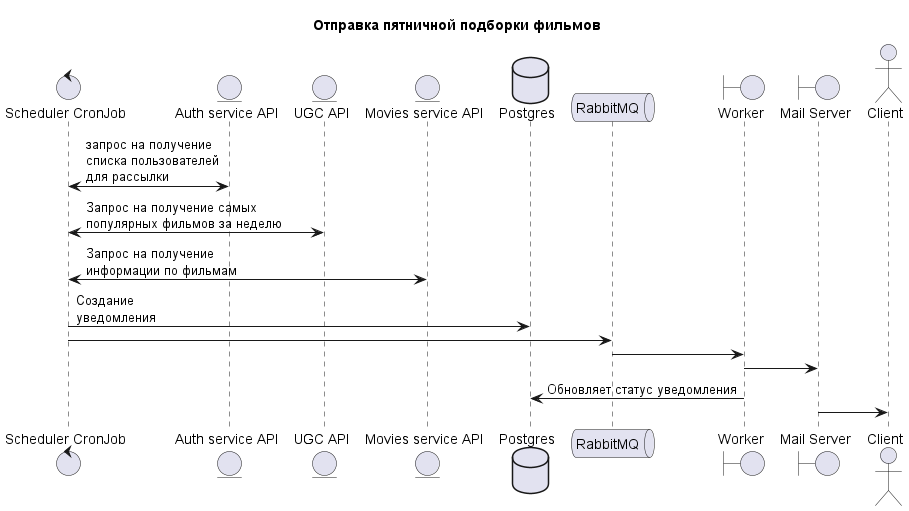 Отправка пятничной подборки фильмов
Scheduler CronJob
Auth service API
UGC API
Movies service API
Postgres
RabbitMQ
Worker
Mail Server
Client
запрос на получение
списка пользователей
для рассылки
Запрос на получение самых
популярных фильмов за неделю
Запрос на получение
информации по фильмам
Создание
уведомления
Обновляет статус уведомления
Scheduler CronJob
Auth service API
UGC API
Movies service API
Postgres
RabbitMQ
Worker
Mail Server
Client